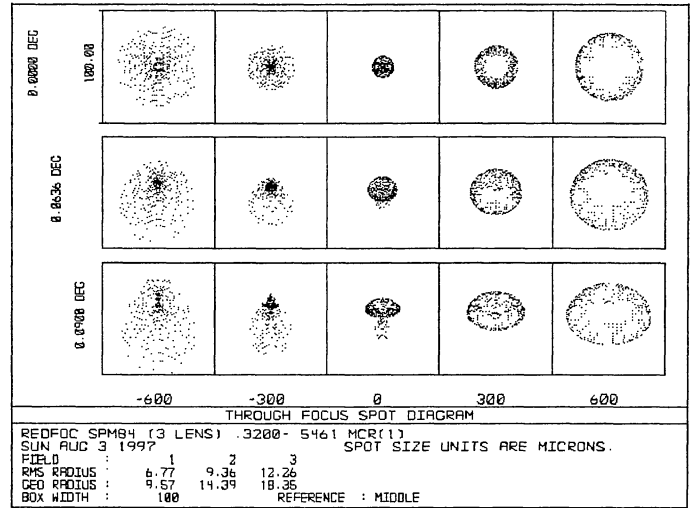 0.0000 DEG
100.00
0.0636 DEG
0.0900 DEG
-600 -300 0 300 600
THROUGH FOCUS SPOT DIAGRAM
REDFOC SPM84 (3 LENS) .3200- 5461 MCR(1)
SUN AUG 3 1997 SPOT SIZE UNITS ARE MICRONS.
FIELD : 1 2 3
RMS RADIUS : 6.77 9.36 12.26
GEO RADIUS : 9.57 14.39 18.35
BOX WIDTH : 100 REFERENCE : MIDDLE